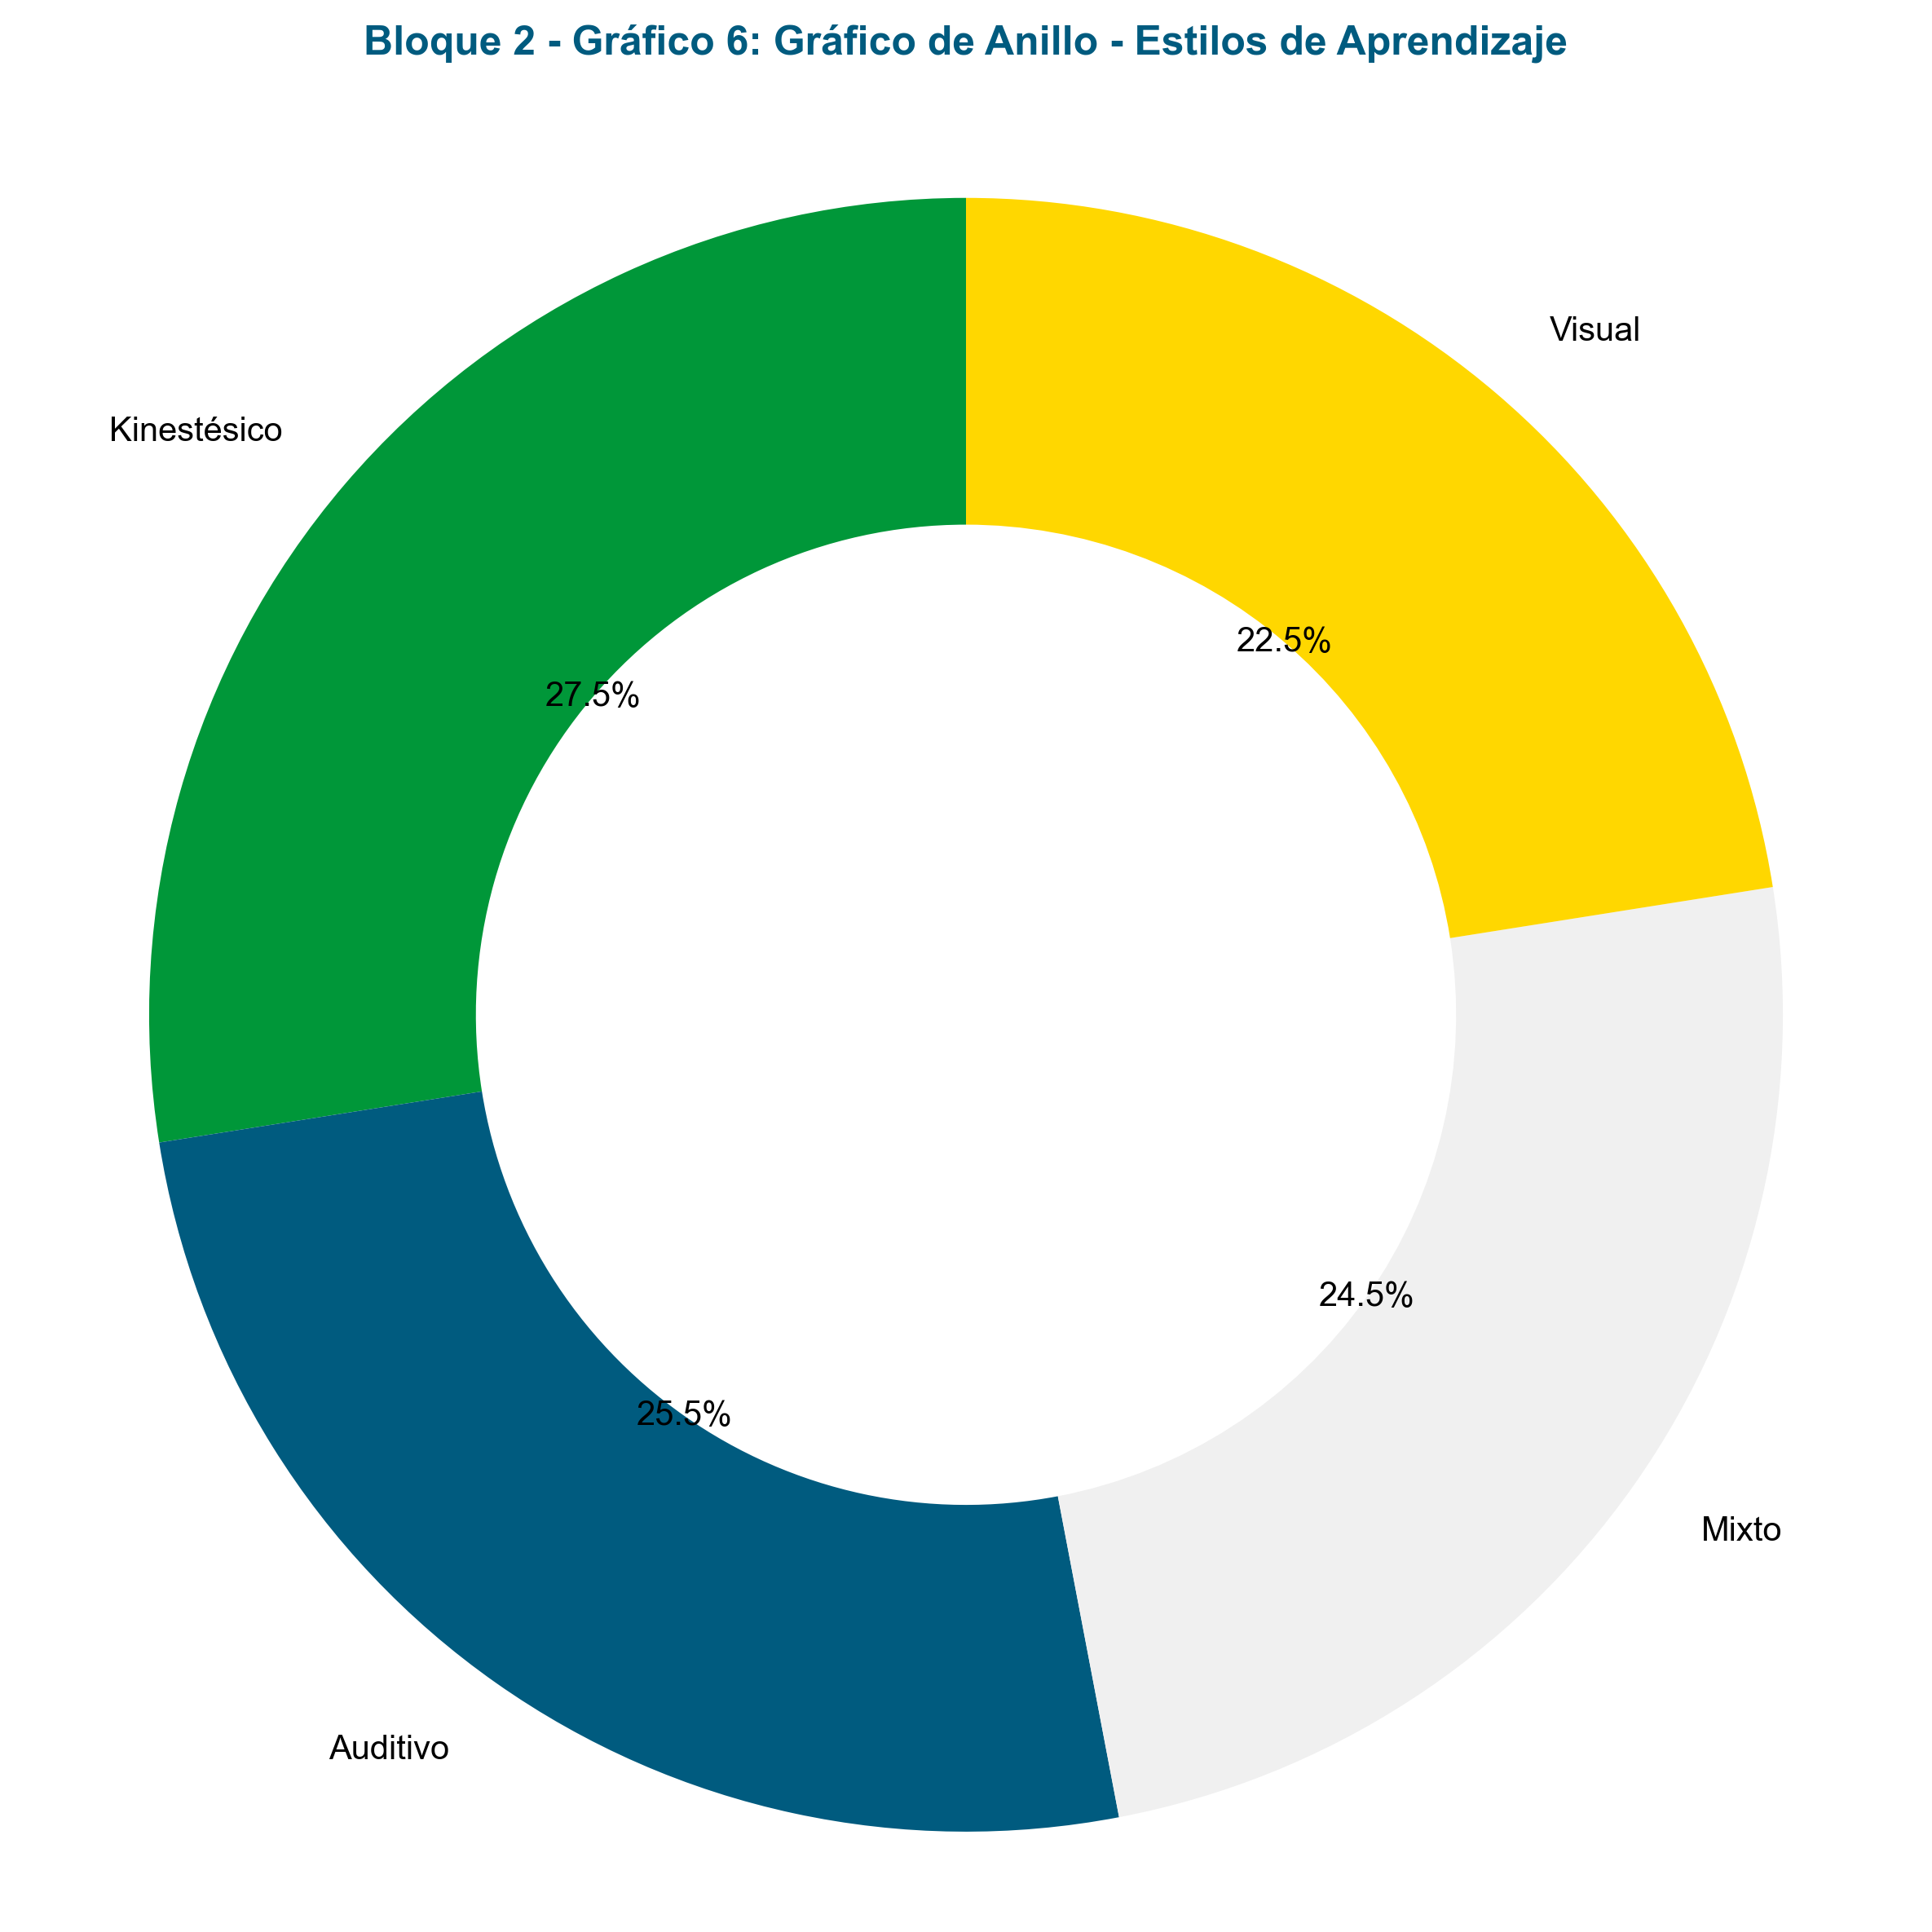 Bloque 2 - Gráfico 6: Gráfico de Anillo - Estilos de Aprendizaje
Visual
Kinestésico
22.5%
27.5%
24.5%
25.5%
Mixto
Auditivo